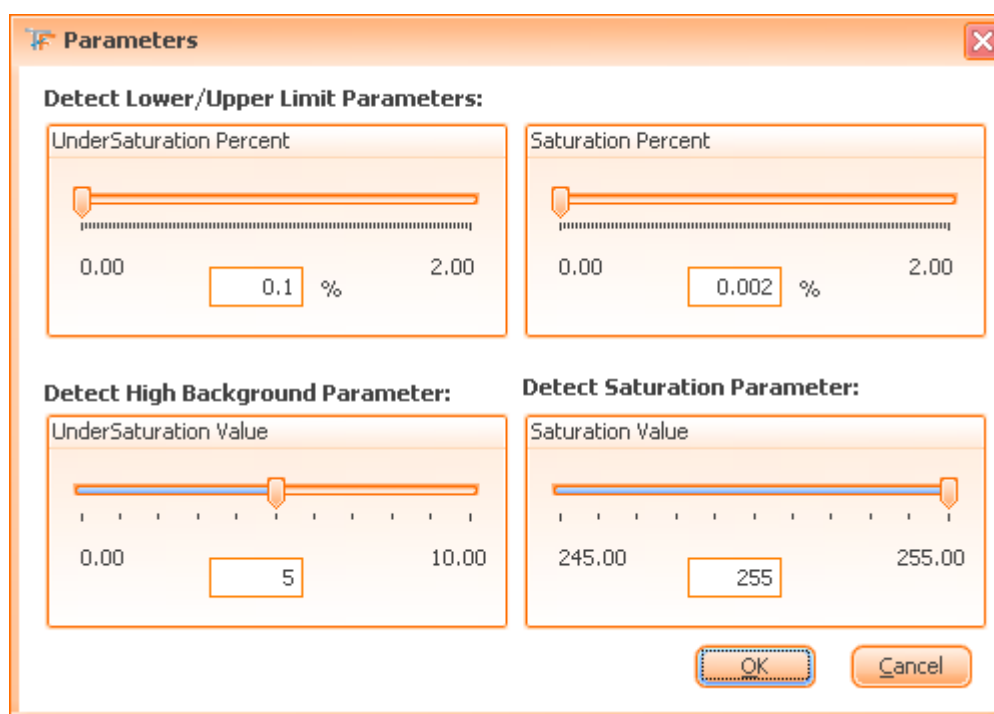 Parameters
Detect Lower/Upper Limit Parameters:
UnderSaturation Percent
0.00
2.00
0.1 %
Saturation Percent
0.00
2.00
0.002 %
Detect High Background Parameter:
UnderSaturation Value
0.00
10.00
5
Detect Saturation Parameter:
Saturation Value
245.00
255.00
255
OK
Cancel